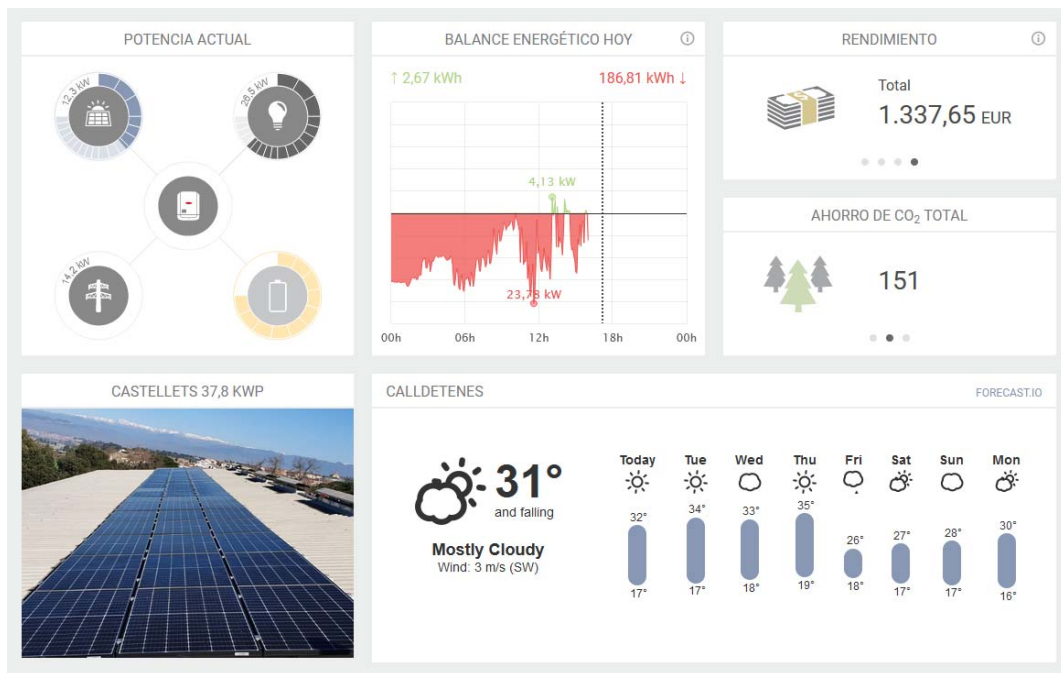 POTENCIA ACTUAL
12,3 kW
26,5 kW
14,2 kW
BALANCE ENERGÉTICO HOY
↑ 2,67 kWh
186,81 kWh ↓
4,13 kW
23,78 kW
00h 06h 12h 18h 00h
RENDIMIENTO
Total
1.337,65 EUR
AHORRO DE CO₂ TOTAL
151
CASTELLETS 37,8 KWP
CALLDETENES
FORECAST.IO
31°
and falling
Mostly Cloudy
Wind: 3 m/s (SW)
Today Tue Wed Thu Fri Sat Sun Mon
32° 34° 33° 35° 26° 27° 28° 30°
17° 17° 18° 19° 18° 17° 17° 16°